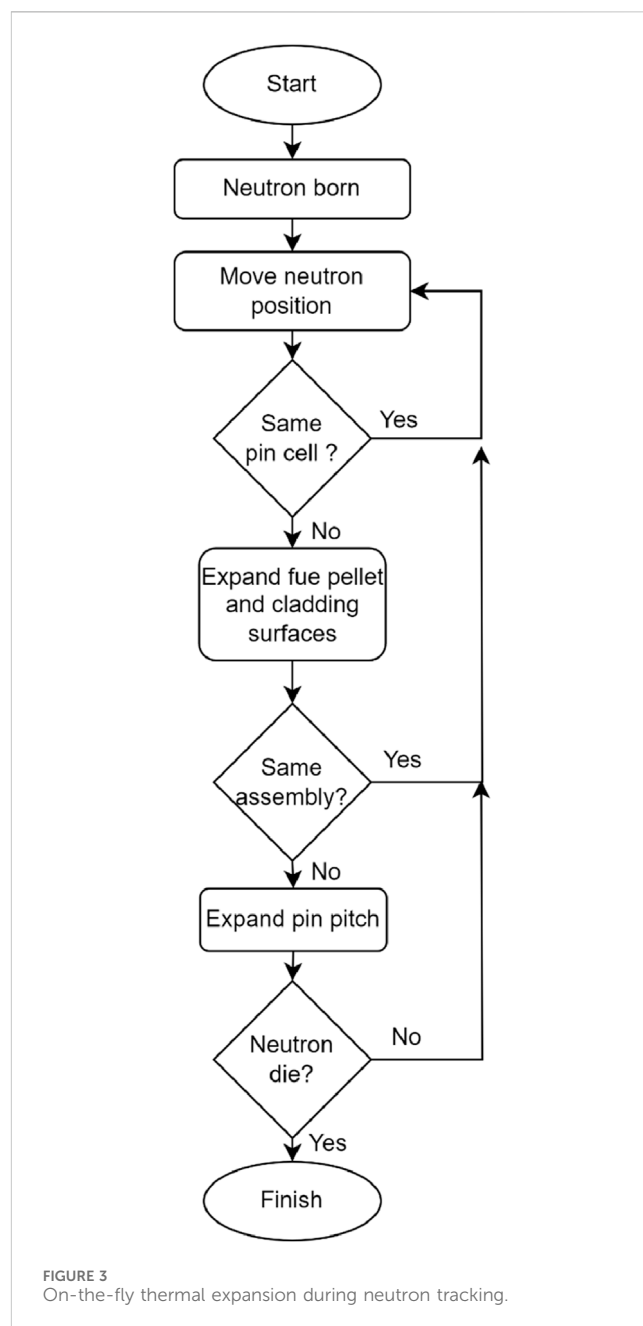 Start
Neutron born
Move neutron
position
Same
pin cell ?
Yes
No
Expand fue pellet
and cladding
surfaces
Same
assembly?
Yes
No
Expand pin pitch
Neutron
die?
No
Yes
Finish
FIGURE 3
On-the-fly thermal expansion during neutron tracking.